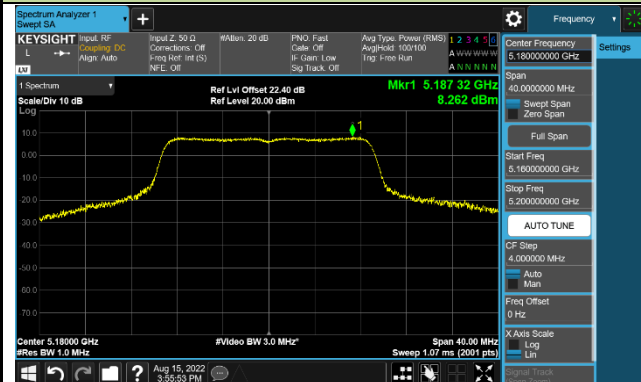 Spectrum Analyzer 1
Swept SA
Frequency
KEYSIGHT
L
LXI
Input: RF
Coupling: DC
Align: Auto
Input Z: 50 Ω
Corrections: Off
Freq Ref: Int (S)
NFE: Off
#Atten: 20 dB
PNO: Fast
Gate: Off
IF Gain: Low
Sig Track: Off
Avg Type: Power (RMS)
Avg|Hold: 100/100
Trig: Free Run
1 2 3 4 5 6
A W W W W W
A N N N N N
1 Spectrum
Scale/Div 10 dB
Ref Lvl Offset 22.40 dB
Ref Level 20.00 dBm
Mkr1 5.187 32 GHz
8.262 dBm
Log
1
10.0
0.00
10.0
20.0
30.0
40.0
50.0
60.0
70.0
Center 5.18000 GHz
#Res BW 1.0 MHz
#Video BW 3.0 MHz*
Span 40.00 MHz
Sweep 1.07 ms (2001 pts)
Aug 15, 2022
3:55:53 PM
Center Frequency
5.180000000 GHz
Span
40.0000000 MHz
Swept Span
Zero Span
Full Span
Start Freq
5.160000000 GHz
Stop Freq
5.200000000 GHz
AUTO TUNE
CF Step
4.000000 MHz
Auto
Man
Freq Offset
0 Hz
X Axis Scale
Log
Lin
Signal Track
Settings